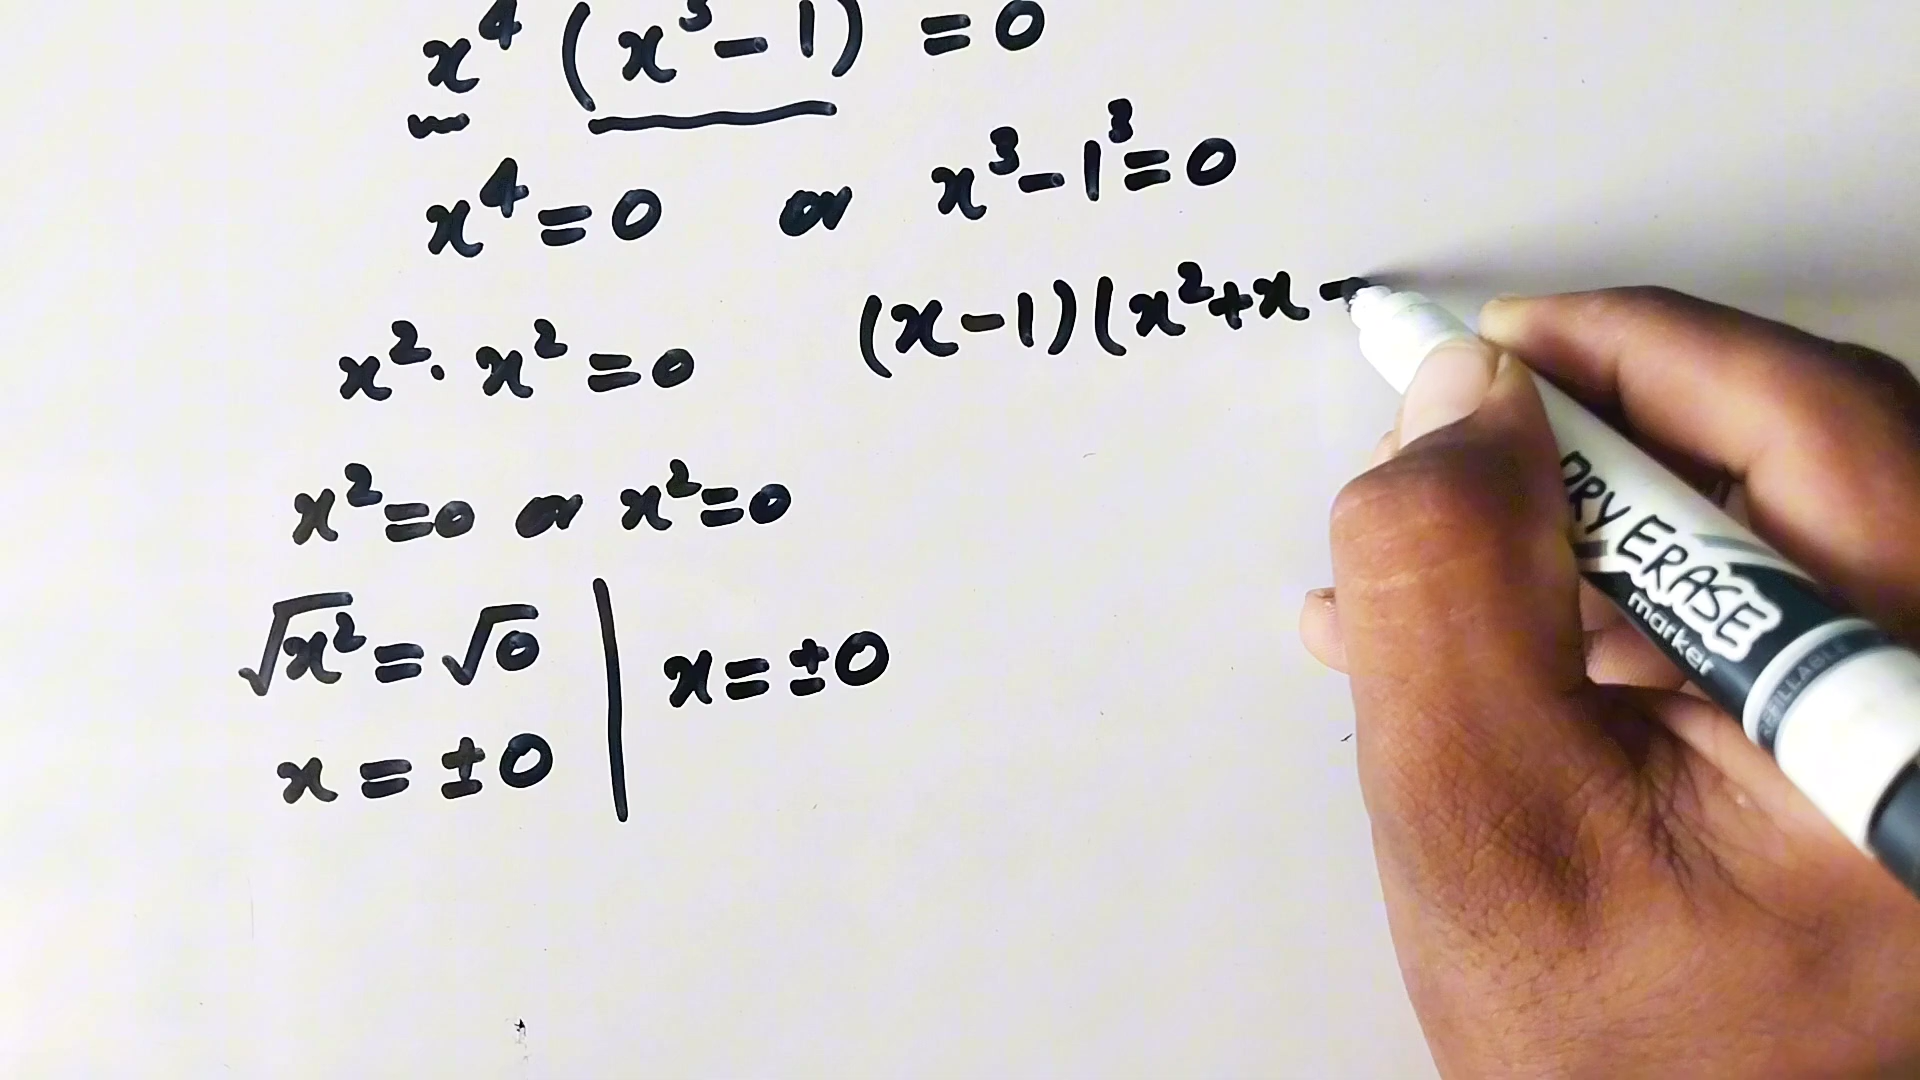 x⁴ (x³ - 1) = 0
x⁴ = 0 or x³ - 1³ = 0
x² · x² = 0 (x - 1)(x² + x -
x² = 0 or x² = 0
√x² = √0
x = ±0
x = ±0
DRY ERASE
marker
REFILLABLE